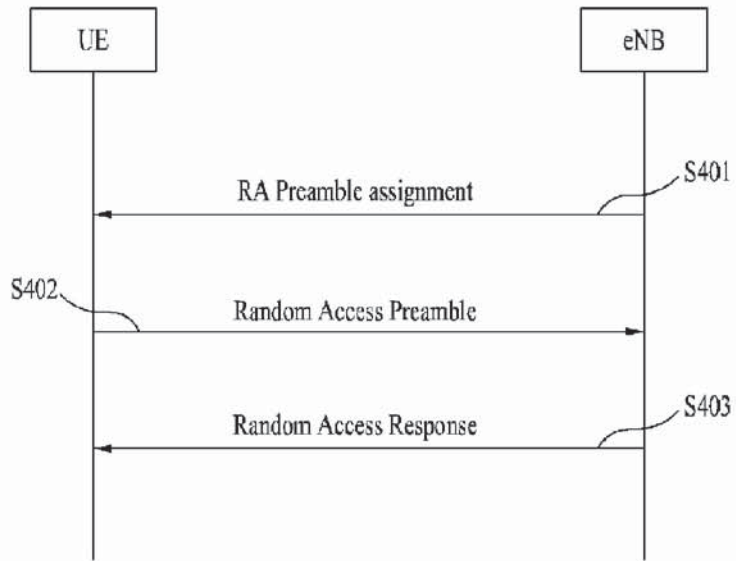 UE
eNB
S401
RA Preamble assignment
S402
Random Access Preamble
S403
Random Access Response